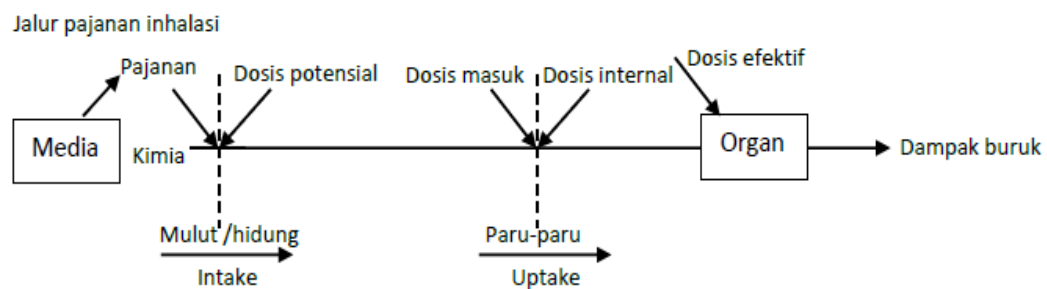 Jalur pajanan inhalasi
Pajanan
Dosis potensial
Dosis masuk
Dosis internal
Dosis efektif
Media
Kimia
Organ
Dampak buruk
Mulut /hidung
Intake
Paru-paru
Uptake